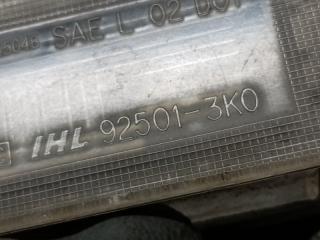 SAE L 02 DOT
IHL 92501-3K0